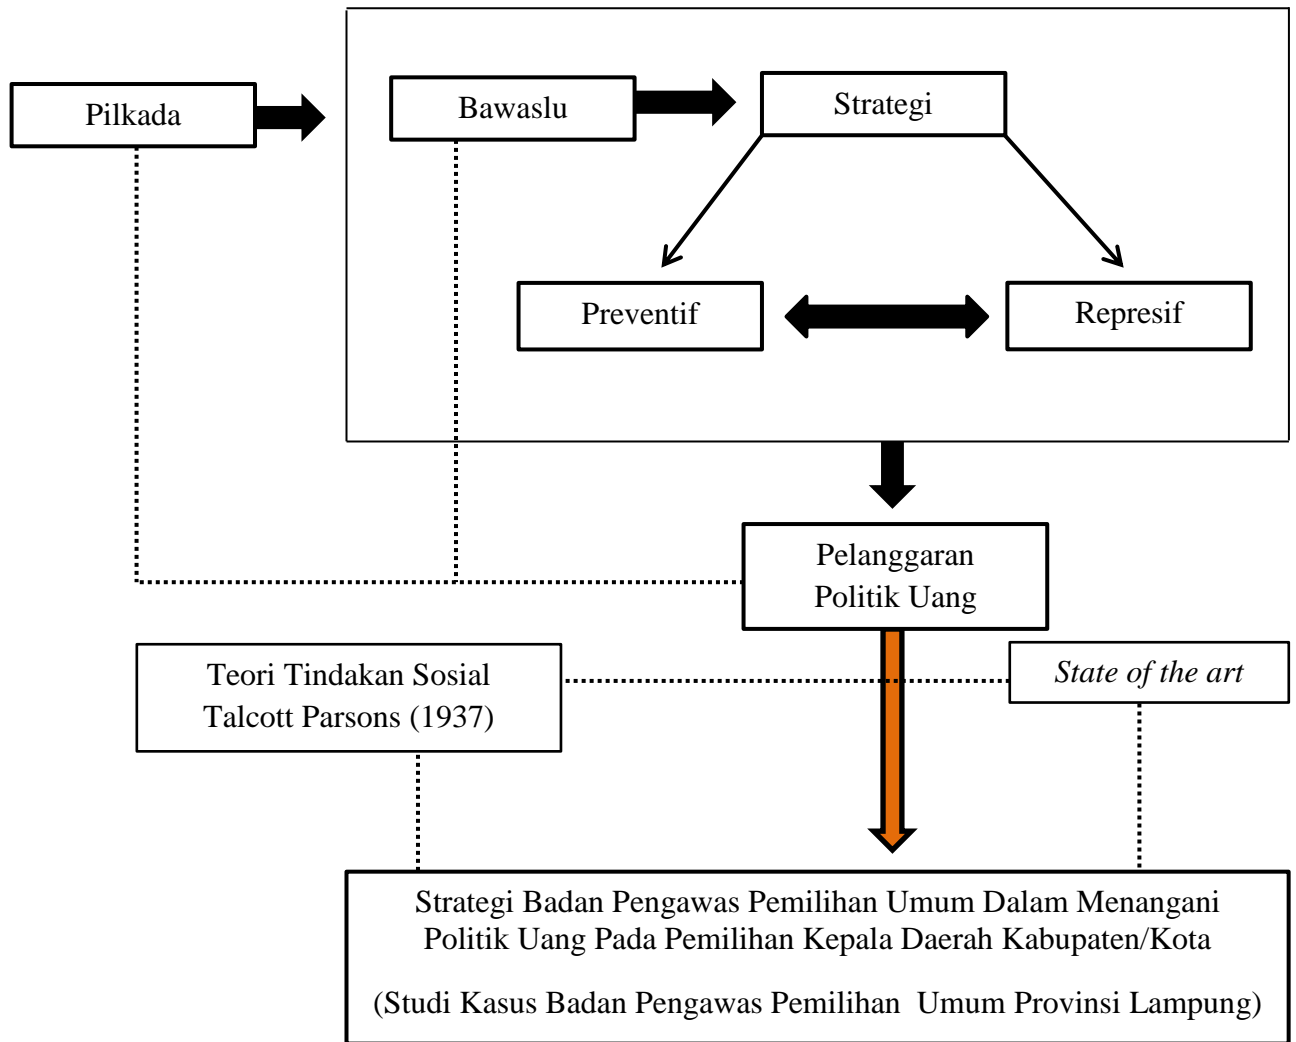 Pilkada
Bawaslu
Strategi
Preventif
Represif
Pelanggaran
Politik Uang
Teori Tindakan Sosial
Talcott Parsons (1937)
State of the art
Strategi Badan Pengawas Pemilihan Umum Dalam Menangani
Politik Uang Pada Pemilihan Kepala Daerah Kabupaten/Kota
(Studi Kasus Badan Pengawas Pemilihan  Umum Provinsi Lampung)